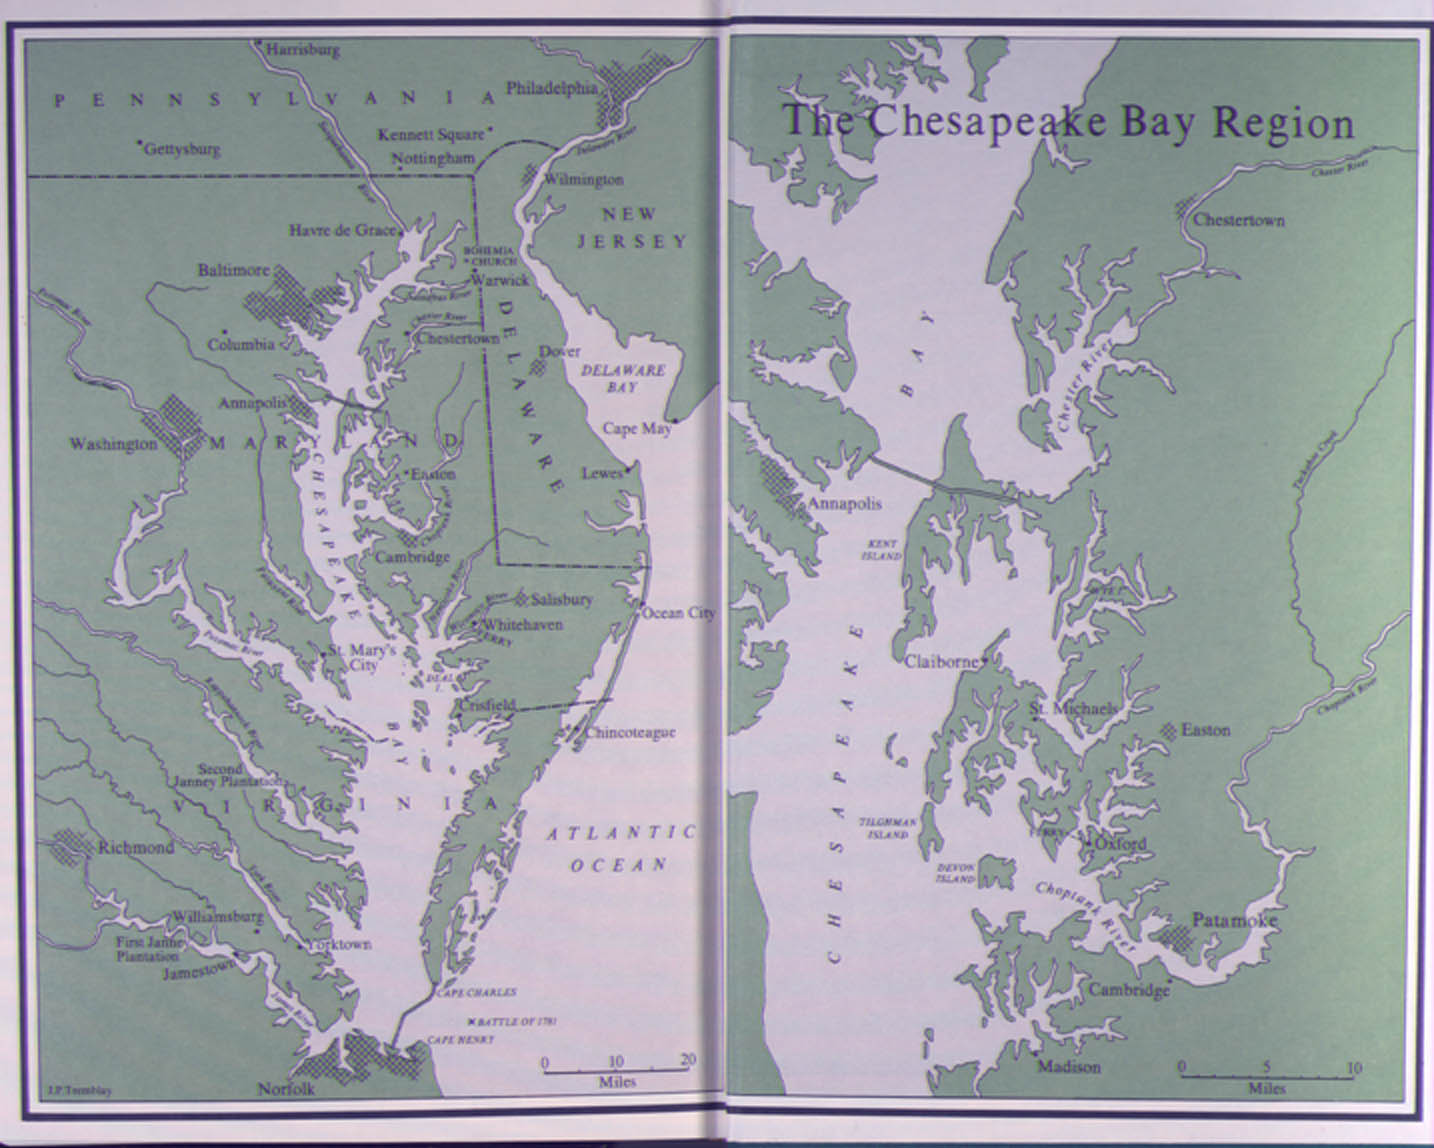 Harrisburg
PENNSYLVANIA
Philadelphia
Kennett Square
Gettysburg
Nottingham
Susquehanna
River
Delaware River
Wilmington
NEW
JERSEY
Havre de Grace
BOHEMIA
CHURCH
Baltimore
Warwick
Sassafras River
Chester River
Potomac River
Columbia
Chestertown
DELAWARE
Dover
DELAWARE
BAY
Annapolis
Cape May
Washington
MARYLAND
Easton
Lewes
CHESAPEAKE
Choptank River
Cambridge
Patuxent River
Salisbury
Ocean City
Whitehaven
FERRY
Potomac River
St. Mary's
City
DEAL
I.
Rappahannock River
Crisfield
BAY
Chincoteague
Second
Janney Plantation
VIRGINIA
ATLANTIC
OCEAN
Richmond
York River
Williamsburg
First Janney
Plantation
Yorktown
Jamestown
James River
CAPE CHARLES
BATTLE OF 1781
CAPE HENRY
Norfolk
0 10 20
Miles
J.P. Tremblay
The Chesapeake Bay Region
Chester River
Chestertown
BAY
Chester River
Tuckahoe Creek
Annapolis
KENT
ISLAND
WYE I.
Claiborne
CHESAPEAKE
St. Michaels
Choptank River
Easton
TILGHMAN
ISLAND
FERRY
Oxford
DEVON
ISLAND
Choptank River
Patamoke
Cambridge
Madison
0 5 10
Miles